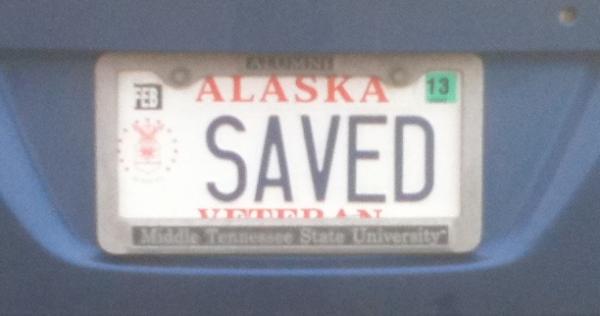 ALUMNI
FEB
ALASKA
13
SAVED
VETERAN
Middle Tennessee State University